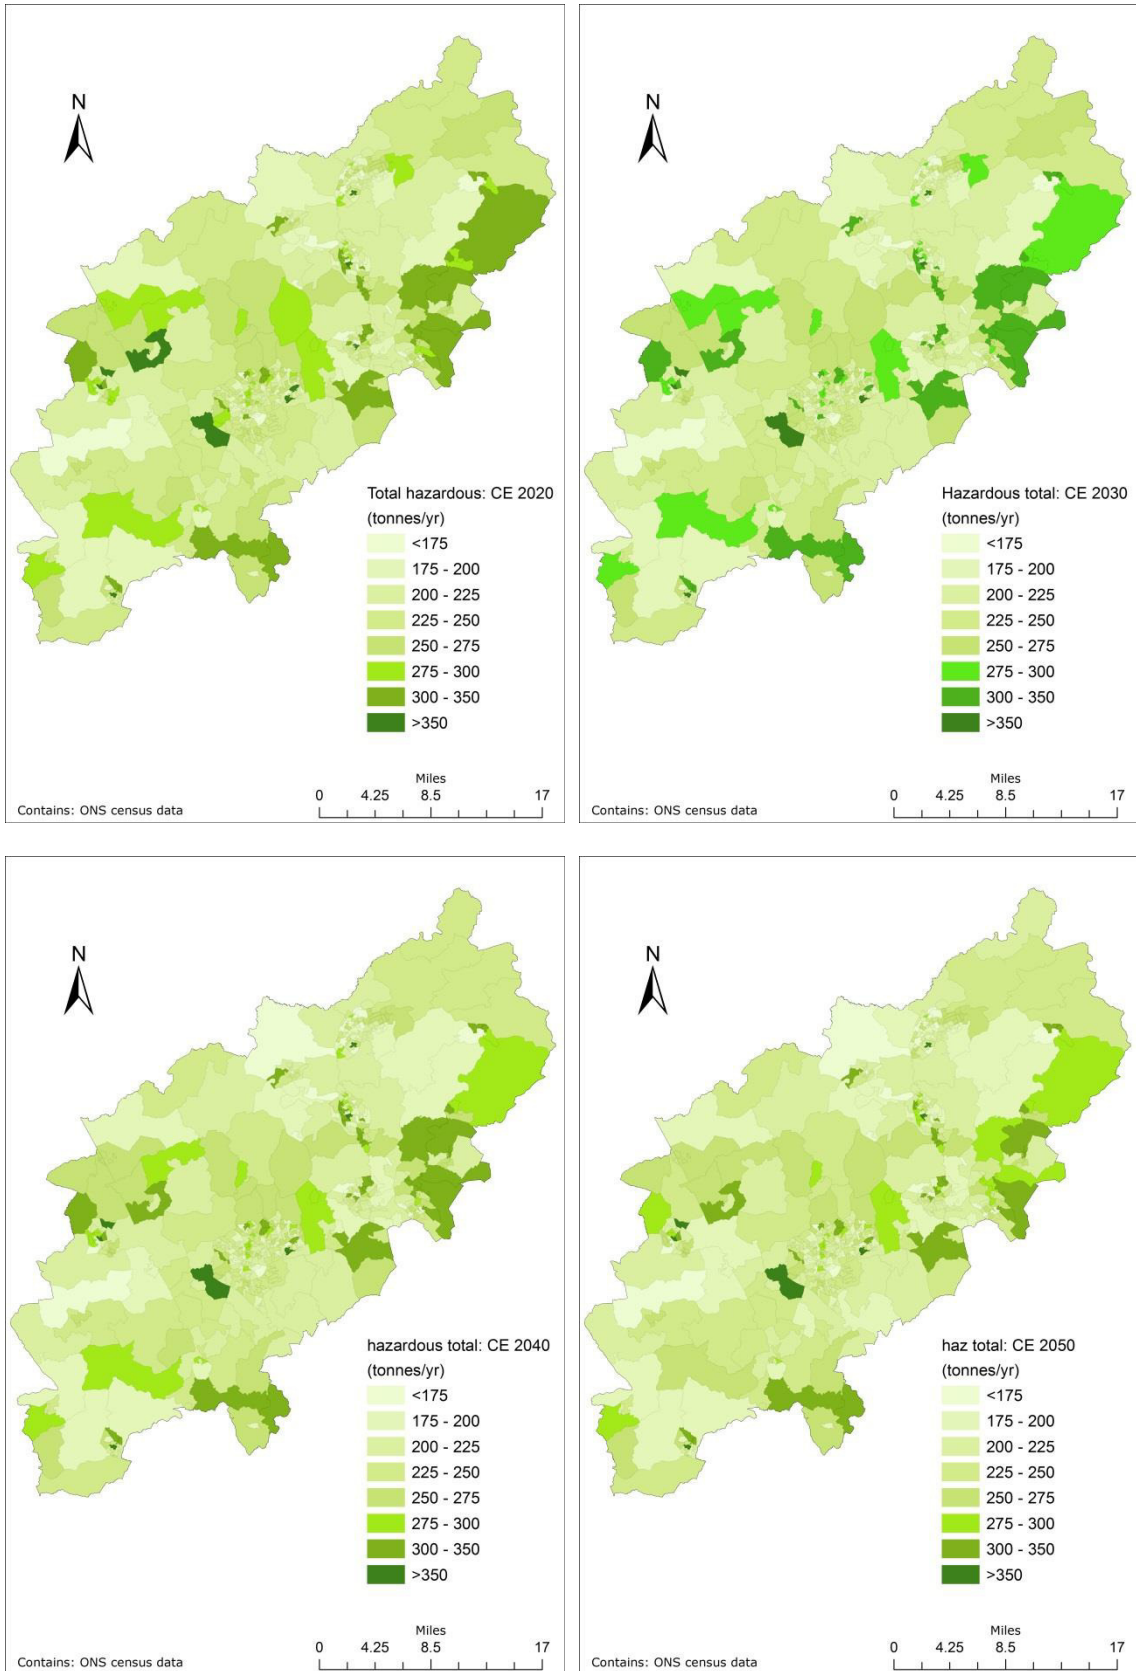 N
Total hazardous: CE 2020
(tonnes/yr)
<175
175 - 200
200 - 225
225 - 250
250 - 275
275 - 300
300 - 350
>350
Miles
0 4.25 8.5 17
Contains: ONS census data
N
Hazardous total: CE 2030
(tonnes/yr)
<175
175 - 200
200 - 225
225 - 250
250 - 275
275 - 300
300 - 350
>350
Miles
0 4.25 8.5 17
Contains: ONS census data
N
hazardous total: CE 2040
(tonnes/yr)
<175
175 - 200
200 - 225
225 - 250
250 - 275
275 - 300
300 - 350
>350
Miles
0 4.25 8.5 17
Contains: ONS census data
N
haz total: CE 2050
(tonnes/yr)
<175
175 - 200
200 - 225
225 - 250
250 - 275
275 - 300
300 - 350
>350
Miles
0 4.25 8.5 17
Contains: ONS census data